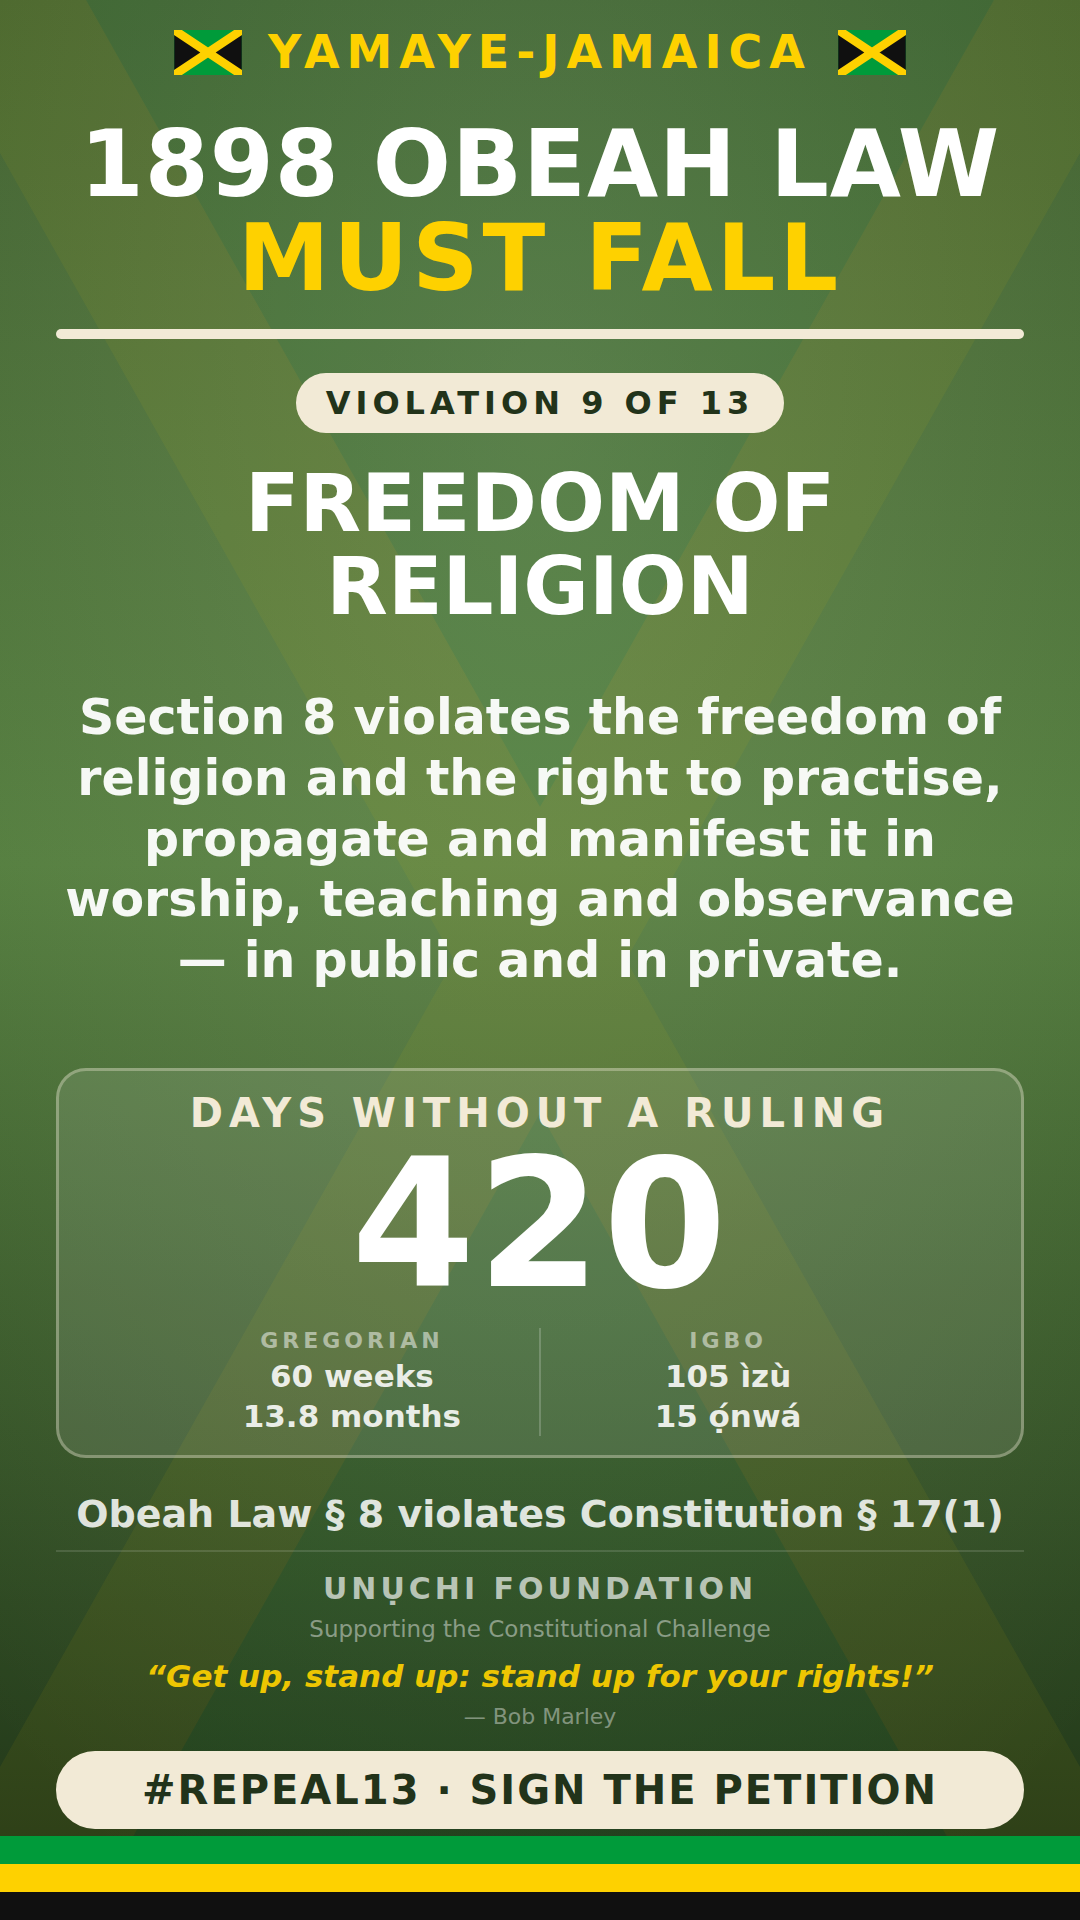 YAMAYE-JAMAICA
1898 OBEAH LAW
MUST FALL
VIOLATION 9 OF 13
FREEDOM OF
RELIGION
Section 8 violates the freedom of
religion and the right to practise,
propagate and manifest it in
worship, teaching and observance
— in public and in private.
DAYS WITHOUT A RULING
420
GREGORIAN
60 weeks
13.8 months
IGBO
105 ìzù
15 ọ́nwá
Obeah Law § 8 violates Constitution § 17(1)
UNỤCHI FOUNDATION
Supporting the Constitutional Challenge
“Get up, stand up: stand up for your rights!”
— Bob Marley
#REPEAL13 · SIGN THE PETITION